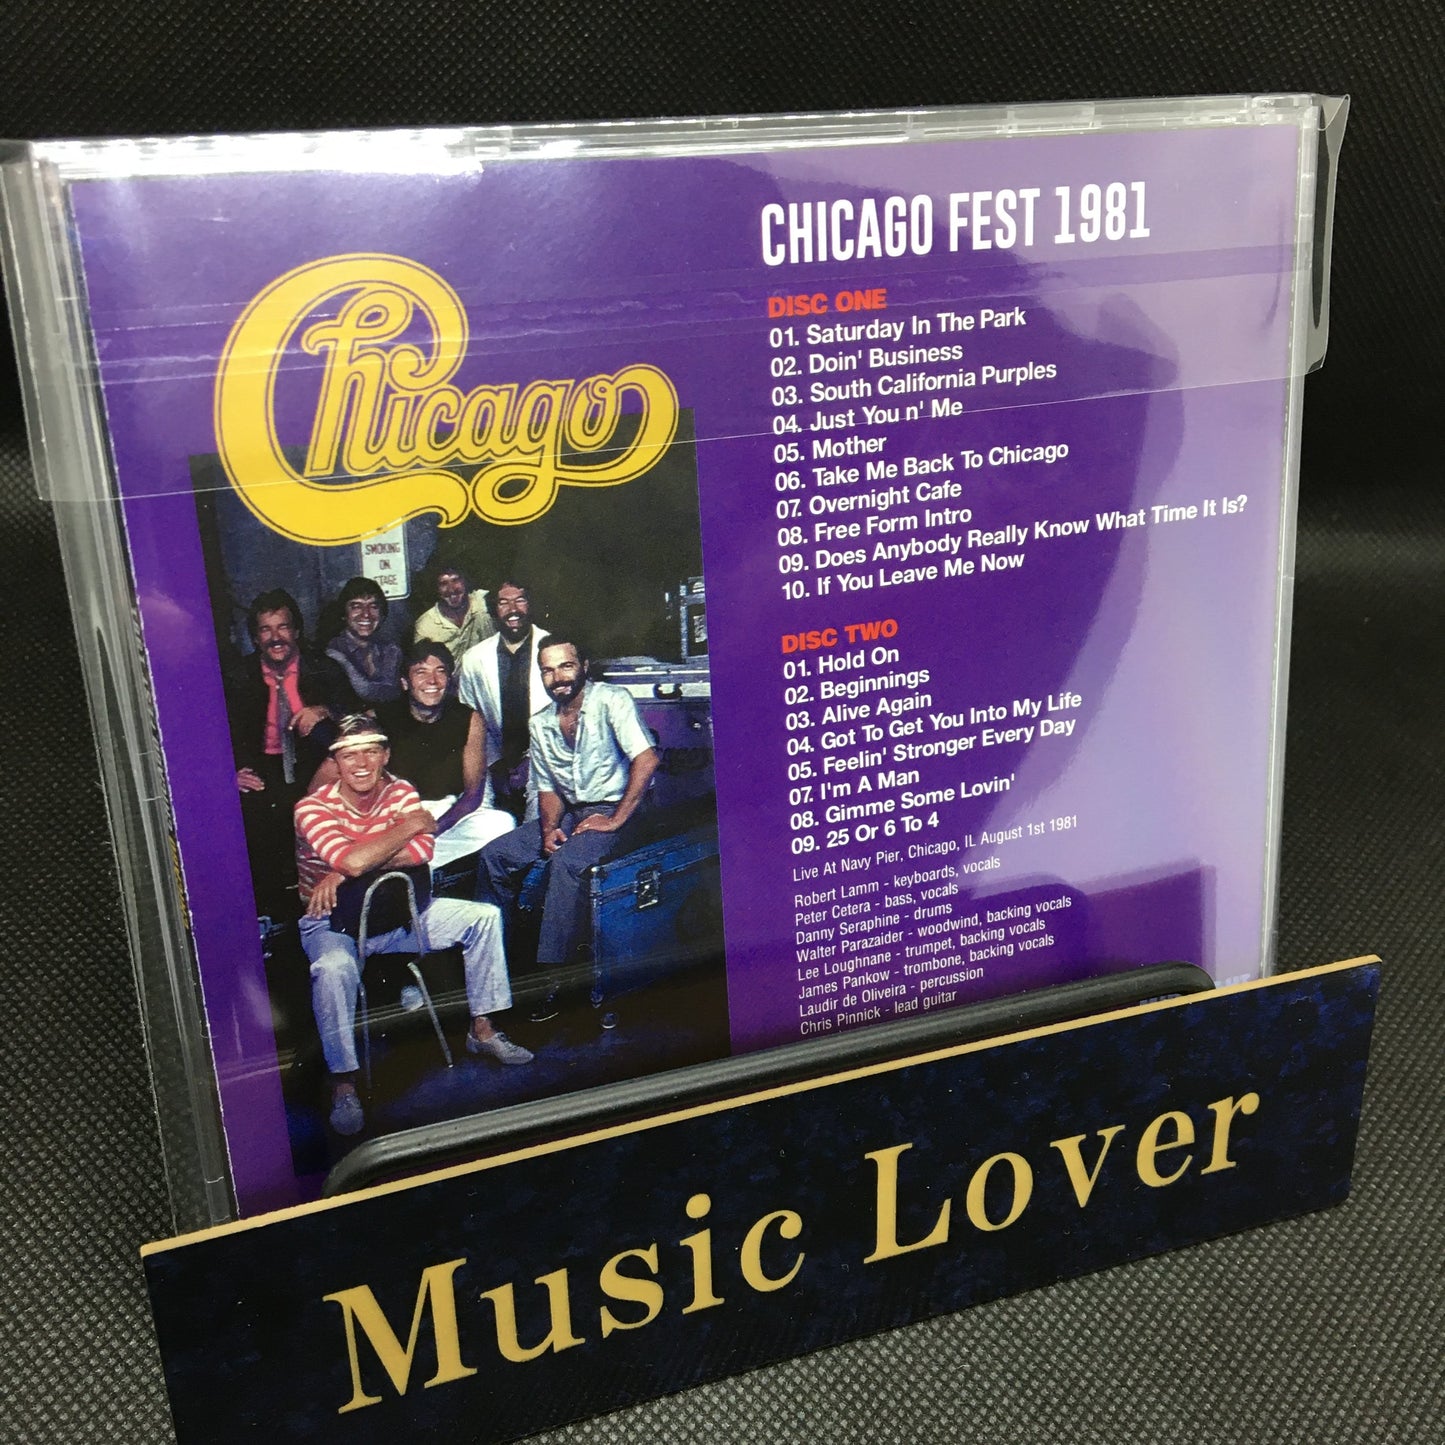 Chicago
SMOKING
ON
STAGE
CHICAGO FEST 1981
DISC ONE
01. Saturday In The Park
02. Doin' Business
03. South California Purples
04. Just You n' Me
05. Mother
06. Take Me Back To Chicago
07. Overnight Cafe
08. Free Form Intro
09. Does Anybody Really Know What Time It Is?
10. If You Leave Me Now
DISC TWO
01. Hold On
02. Beginnings
03. Alive Again
04. Got To Get You Into My Life
05. Feelin' Stronger Every Day
07. I'm A Man
08. Gimme Some Lovin'
09. 25 Or 6 To 4
Live At Navy Pier, Chicago, IL August 1st 1981
Robert Lamm - keyboards, vocals
Peter Cetera - bass, vocals
Danny Seraphine - drums
Walter Parazaider - woodwind, backing vocals
Lee Loughnane - trumpet, backing vocals
James Pankow - trombone, backing vocals
Laudir de Oliveira - percussion
Chris Pinnick - lead guitar
Music Lover